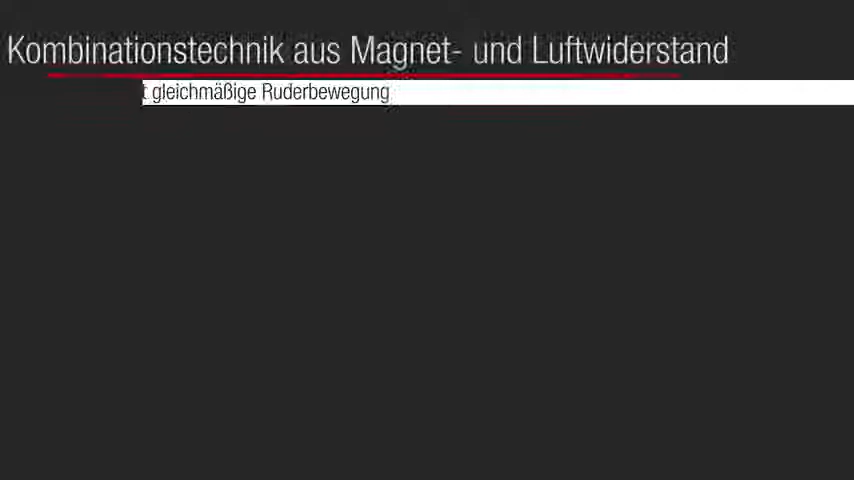 Kombinationstechnik aus Magnet- und Luftwiderstand
gleichmäßige Ruderbewegung